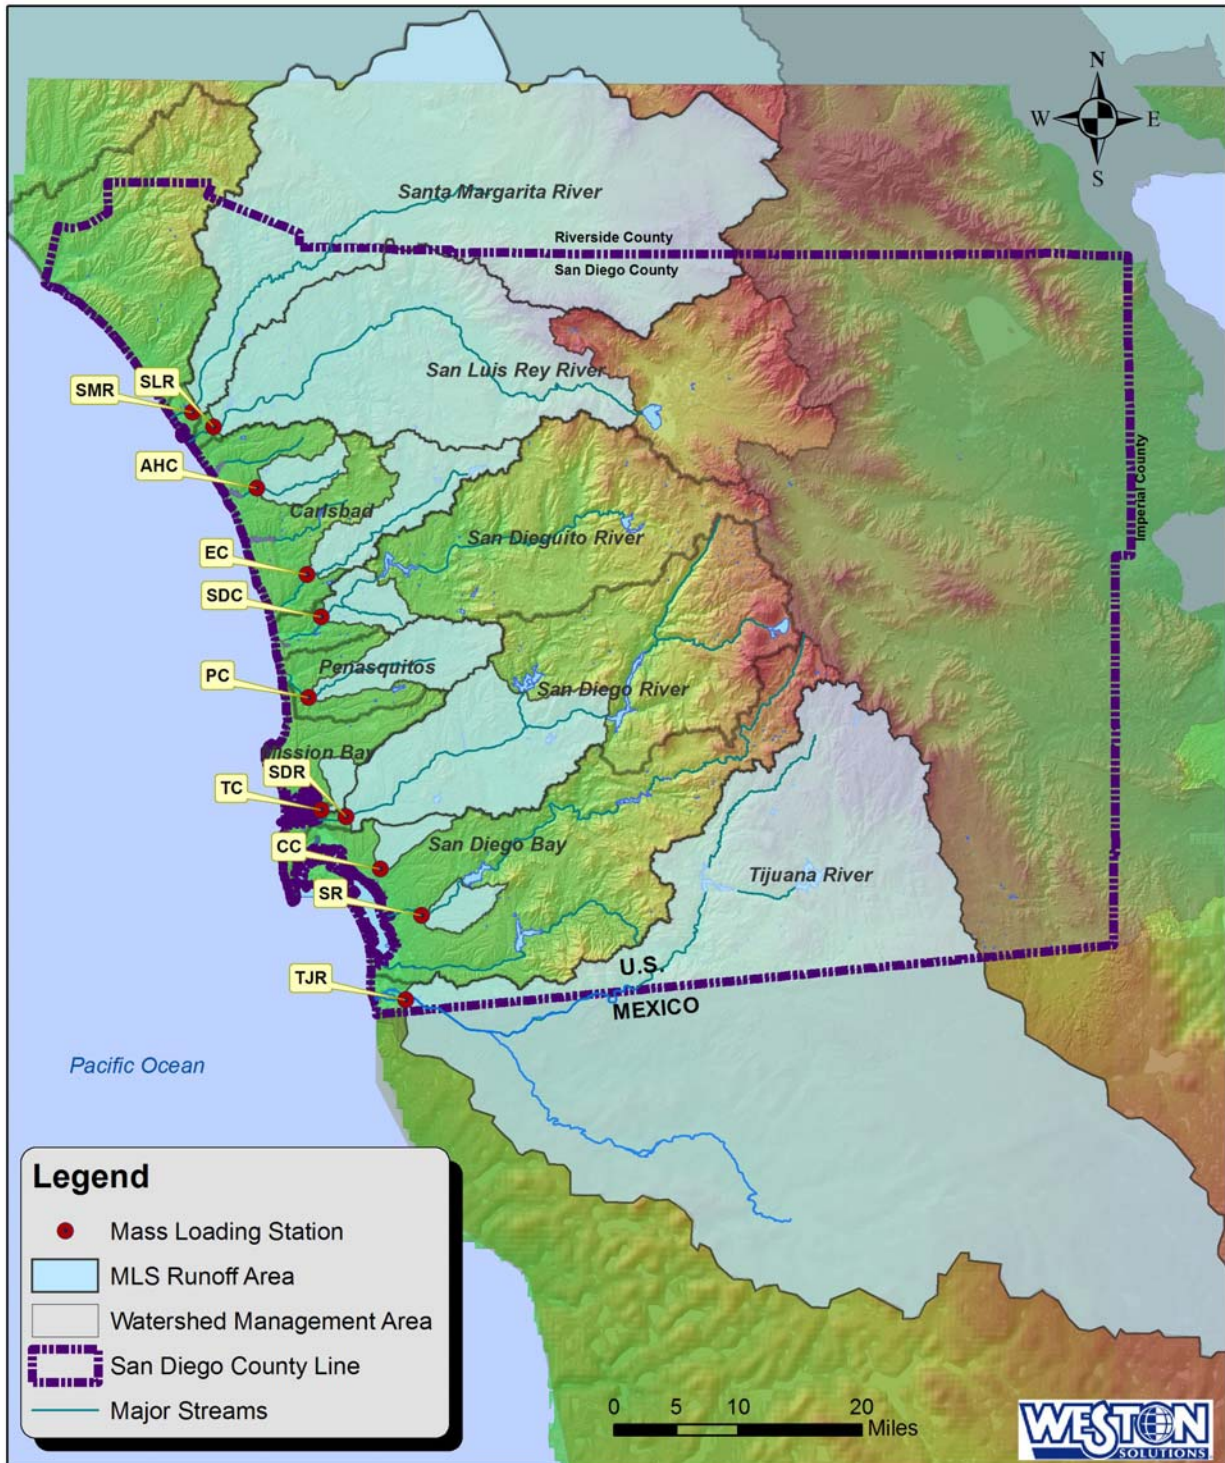 N
W E
S
Santa Margarita River
Riverside County
San Diego County
San Luis Rey River
SLR
SMR
AHC
Carlsbad
San Dieguito River
EC
SDC
Imperial County
Penasquitos
PC
San Diego River
Mission Bay
SDR
TC
San Diego Bay
CC
Tijuana River
SR
U.S.
TJR
MEXICO
Pacific Ocean
Legend
Mass Loading Station
MLS Runoff Area
Watershed Management Area
San Diego County Line
Major Streams
0 5 10 20
Miles
WESTON
SOLUTIONS